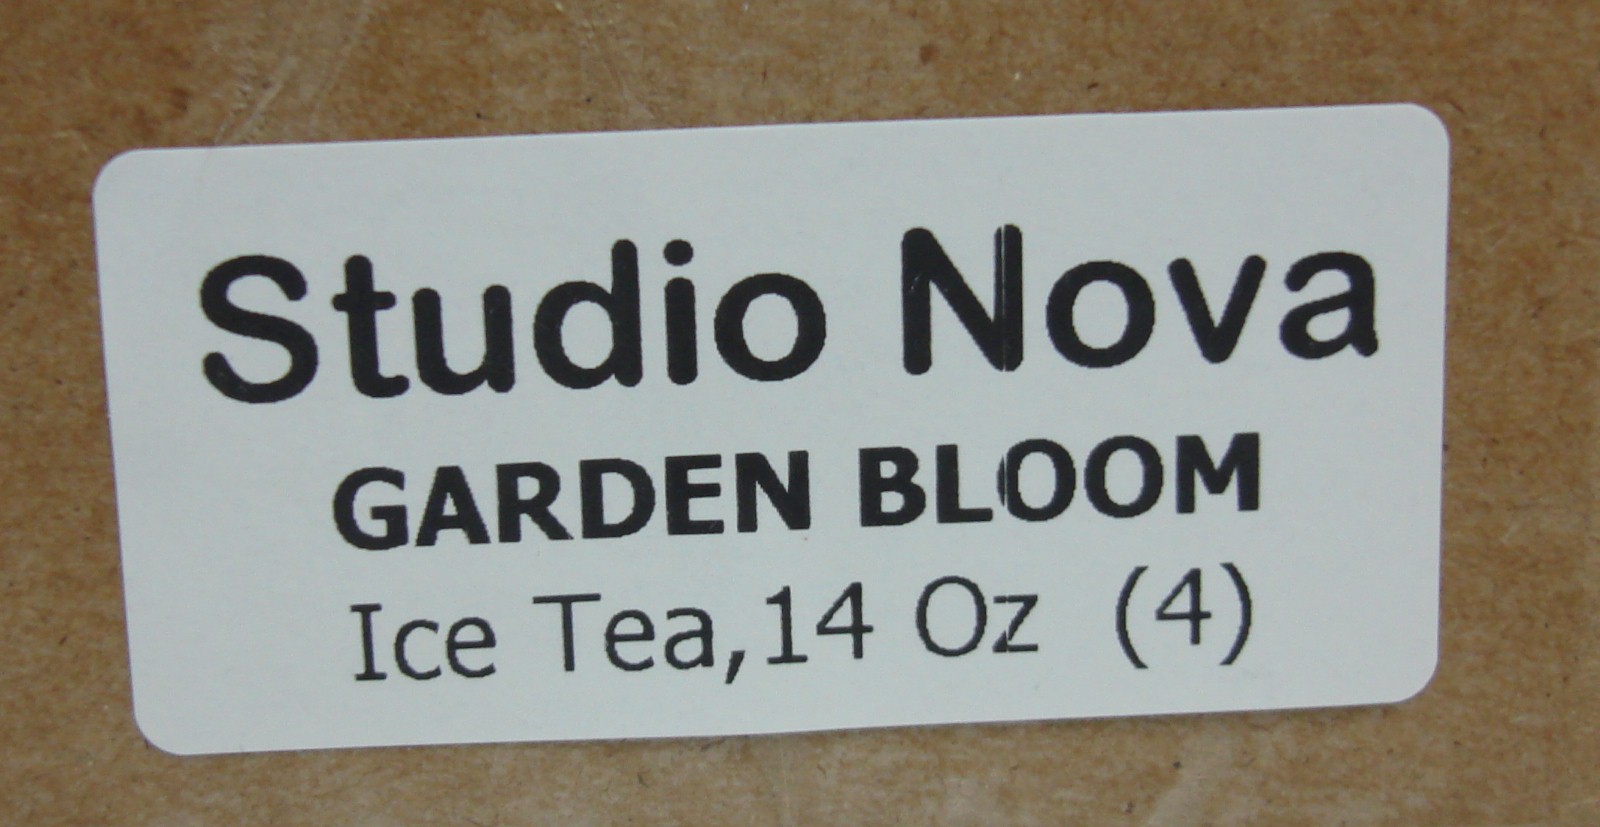 Studio Nova
GARDEN BLOOM
Ice Tea,14 Oz (4)